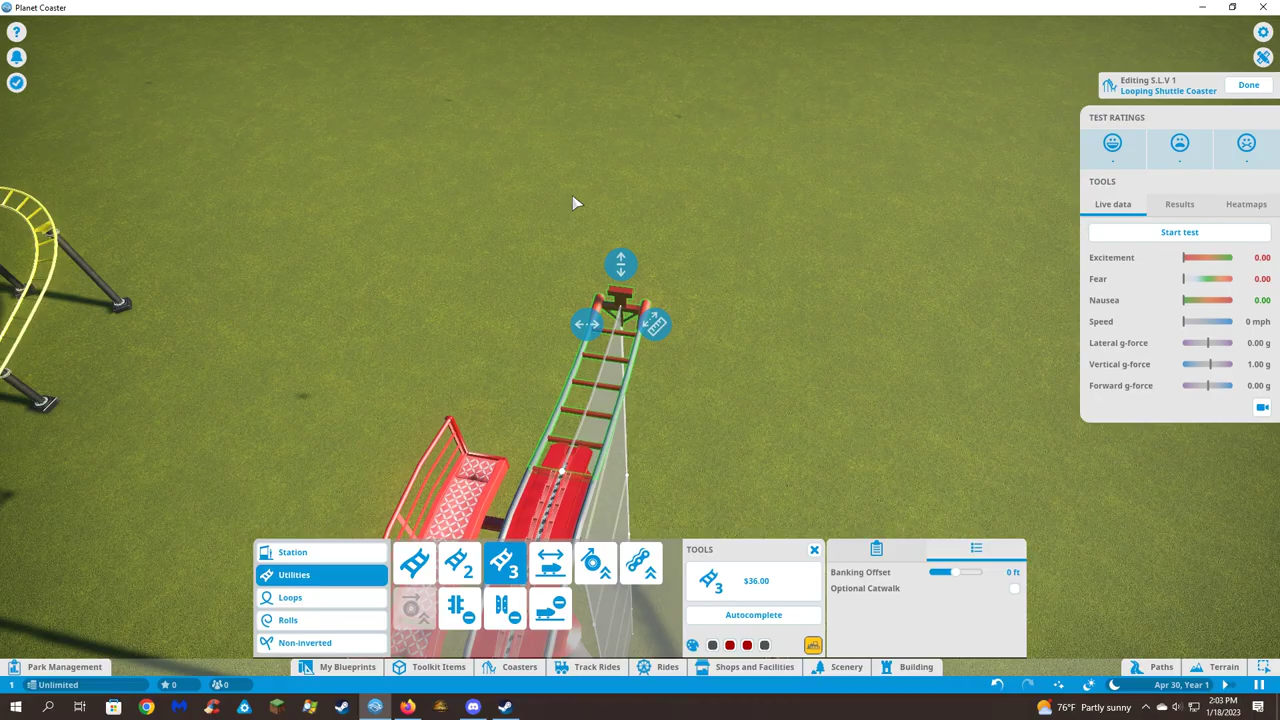 Planet Coaster
?
Editing S.L.V 1
Looping Shuttle Coaster
Done
TEST RATINGS
- - -
TOOLS
Live data Results Heatmaps
Start test
Excitement 0.00
Fear 0.00
Nausea 0.00
Speed 0 mph
Lateral g-force 0.00 g
Vertical g-force 1.00 g
Forward g-force 0.00 g
Station
Utilities
Loops
Rolls
Non-inverted
2
3
TOOLS
3 $36.00
Autocomplete
Banking Offset 0 ft
Optional Catwalk
Park Management My Blueprints Toolkit Items Coasters Track Rides Rides Shops and Facilities Scenery Building Paths Terrain
1 Unlimited 0 0 Apr 30, Year 1
76°F Partly sunny
2:03 PM
1/18/2023